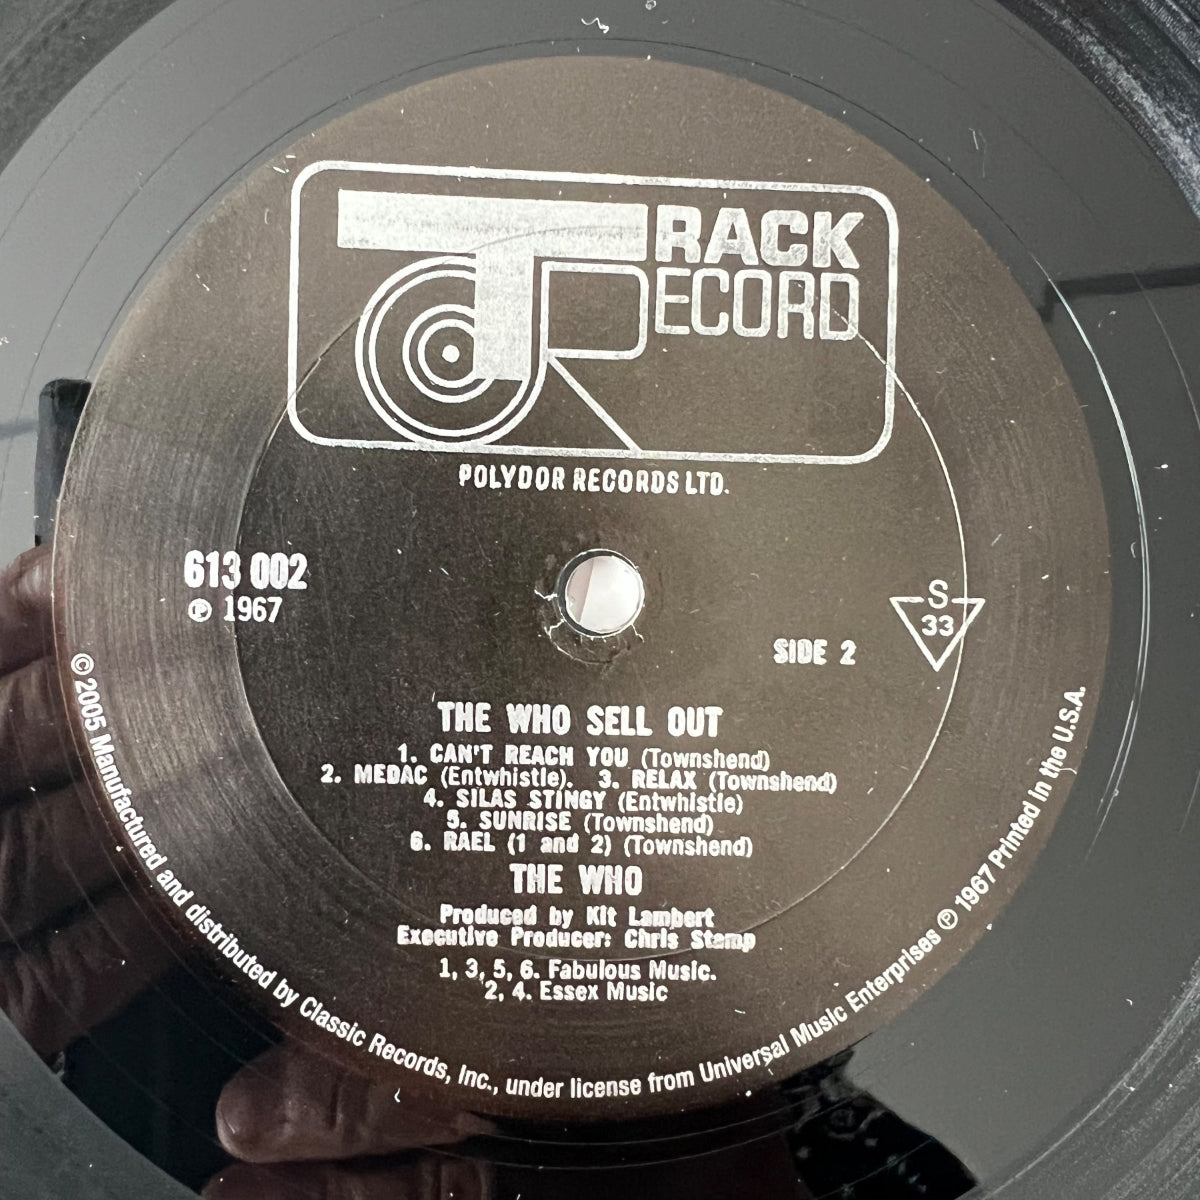 TRACK
RECORD
POLYDOR RECORDS LTD.
613 002
℗ 1967
S
33
SIDE 2
THE WHO SELL OUT
1. CAN'T REACH YOU (Townshend)
2. MEDAC (Entwhistle). 3. RELAX (Townshend)
4. SILAS STINGY (Entwhistle)
5. SUNRISE (Townshend)
6. RAEL (1 and 2) (Townshend)
THE WHO
Produced by Kit Lambert
Executive Producer: Chris Stamp
1, 3, 5, 6. Fabulous Music.
2, 4. Essex Music
© 2005 Manufactured and distributed by Classic Records, Inc., under license from Universal Music Enterprises ℗ 1967 Printed in the U.S.A.